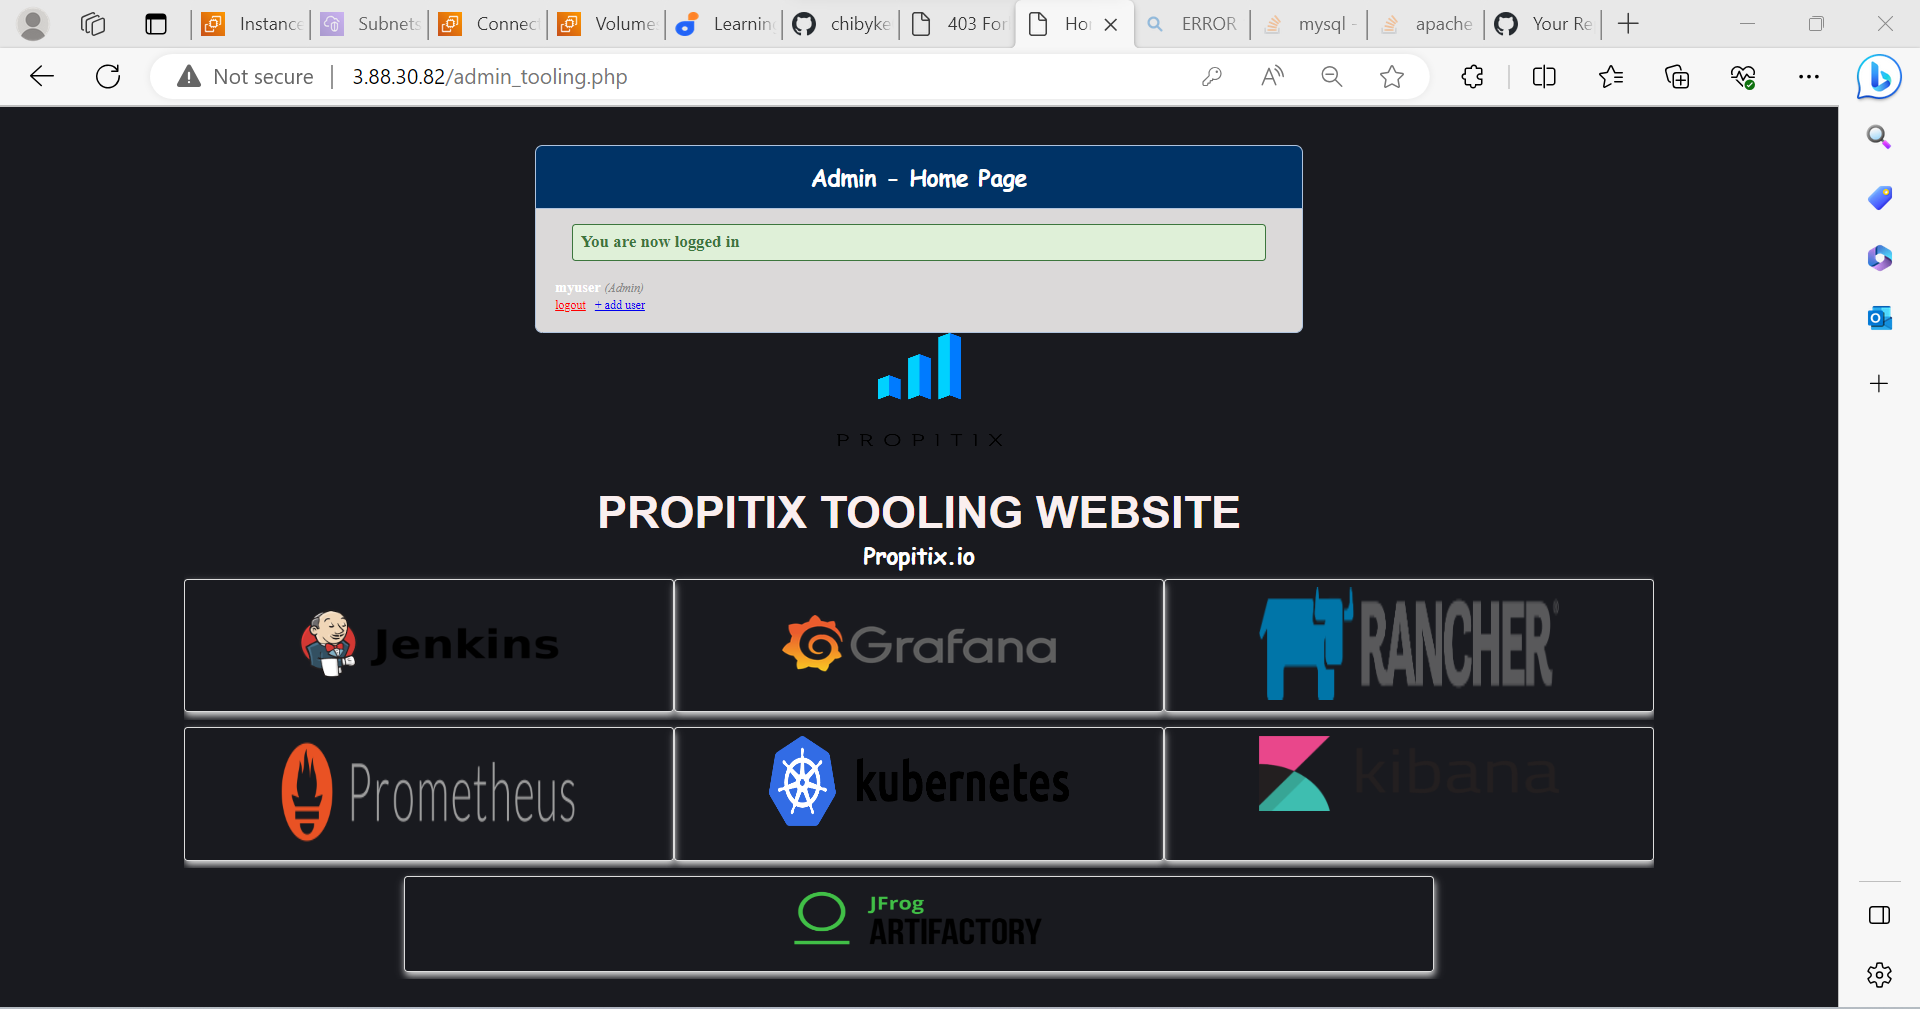 Instance
Subnets
Connect
Volume
Learning
chibyke
403 For
Ho
ERROR
mysql -
apache
Your Re
Not secure
3.88.30.82/admin_tooling.php
Admin - Home Page
You are now logged in
myuser (Admin)
logout + add user
PROPITIX
PROPITIX TOOLING WEBSITE
Propitix.io
Jenkins
Grafana
RANCHER®
Prometheus
kubernetes
kibana
JFrog
ARTIFACTORY